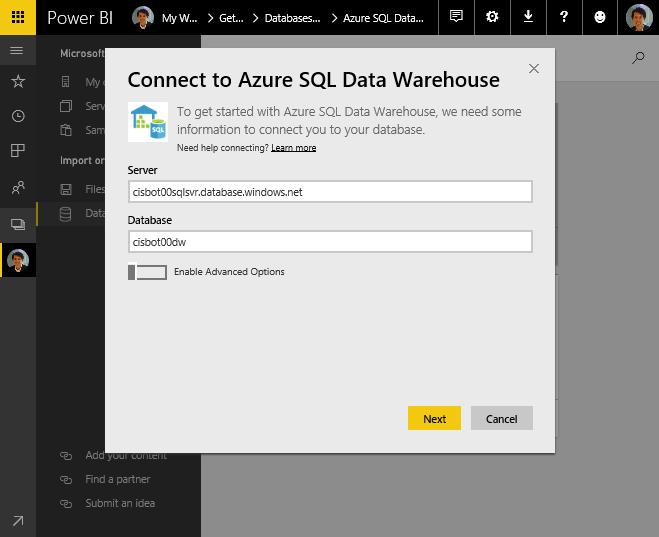 Power BI
My W... > Get... > Databases... > Azure SQL Data...
Microsoft
My o
Serv
Sam
Import or
Files
Data
Add your content
Find a partner
Submit an idea
Connect to Azure SQL Data Warehouse
SQL
To get started with Azure SQL Data Warehouse, we need some
information to connect you to your database.
Need help connecting? Learn more
Server
cisbot00sqlsvr.database.windows.net
Database
cisbot00dw
Enable Advanced Options
Next
Cancel